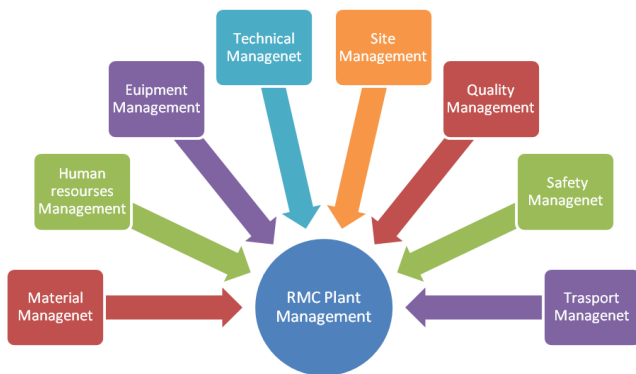 Technical
Managenet
Site
Management
Euipment
Management
Quality
Management
Human
resourses
Management
Safety
Managenet
Material
Managenet
RMC Plant
Management
Trasport
Managenet